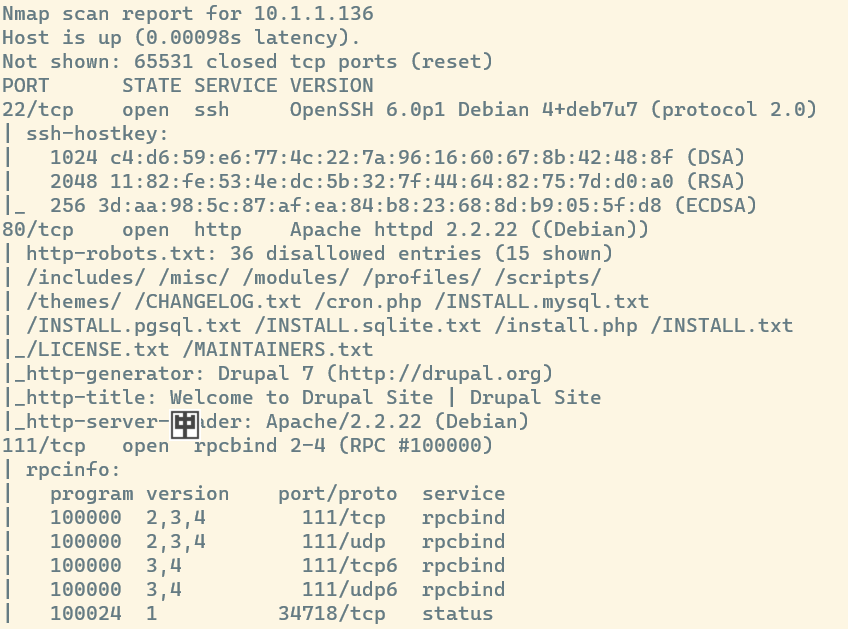 Nmap scan report for 10.1.1.136
Host is up (0.00098s latency).
Not shown: 65531 closed tcp ports (reset)
PORT      STATE SERVICE VERSION
22/tcp    open  ssh     OpenSSH 6.0p1 Debian 4+deb7u7 (protocol 2.0)
| ssh-hostkey:
|   1024 c4:d6:59:e6:77:4c:22:7a:96:16:60:67:8b:42:48:8f (DSA)
|   2048 11:82:fe:53:4e:dc:5b:32:7f:44:64:82:75:7d:d0:a0 (RSA)
|_  256 3d:aa:98:5c:87:af:ea:84:b8:23:68:8d:b9:05:5f:d8 (ECDSA)
80/tcp    open  http    Apache httpd 2.2.22 ((Debian))
| http-robots.txt: 36 disallowed entries (15 shown)
| /includes/ /misc/ /modules/ /profiles/ /scripts/
| /themes/ /CHANGELOG.txt /cron.php /INSTALL.mysql.txt
| /INSTALL.pgsql.txt /INSTALL.sqlite.txt /install.php /INSTALL.txt
|_/LICENSE.txt /MAINTAINERS.txt
|_http-generator: Drupal 7 (http://drupal.org)
|_http-title: Welcome to Drupal Site | Drupal Site
|_http-server- 中 ader: Apache/2.2.22 (Debian)
111/tcp   open  rpcbind 2-4 (RPC #100000)
| rpcinfo:
|   program version    port/proto  service
|   100000  2,3,4        111/tcp   rpcbind
|   100000  2,3,4        111/udp   rpcbind
|   100000  3,4          111/tcp6  rpcbind
|   100000  3,4          111/udp6  rpcbind
|   100024  1          34718/tcp   status